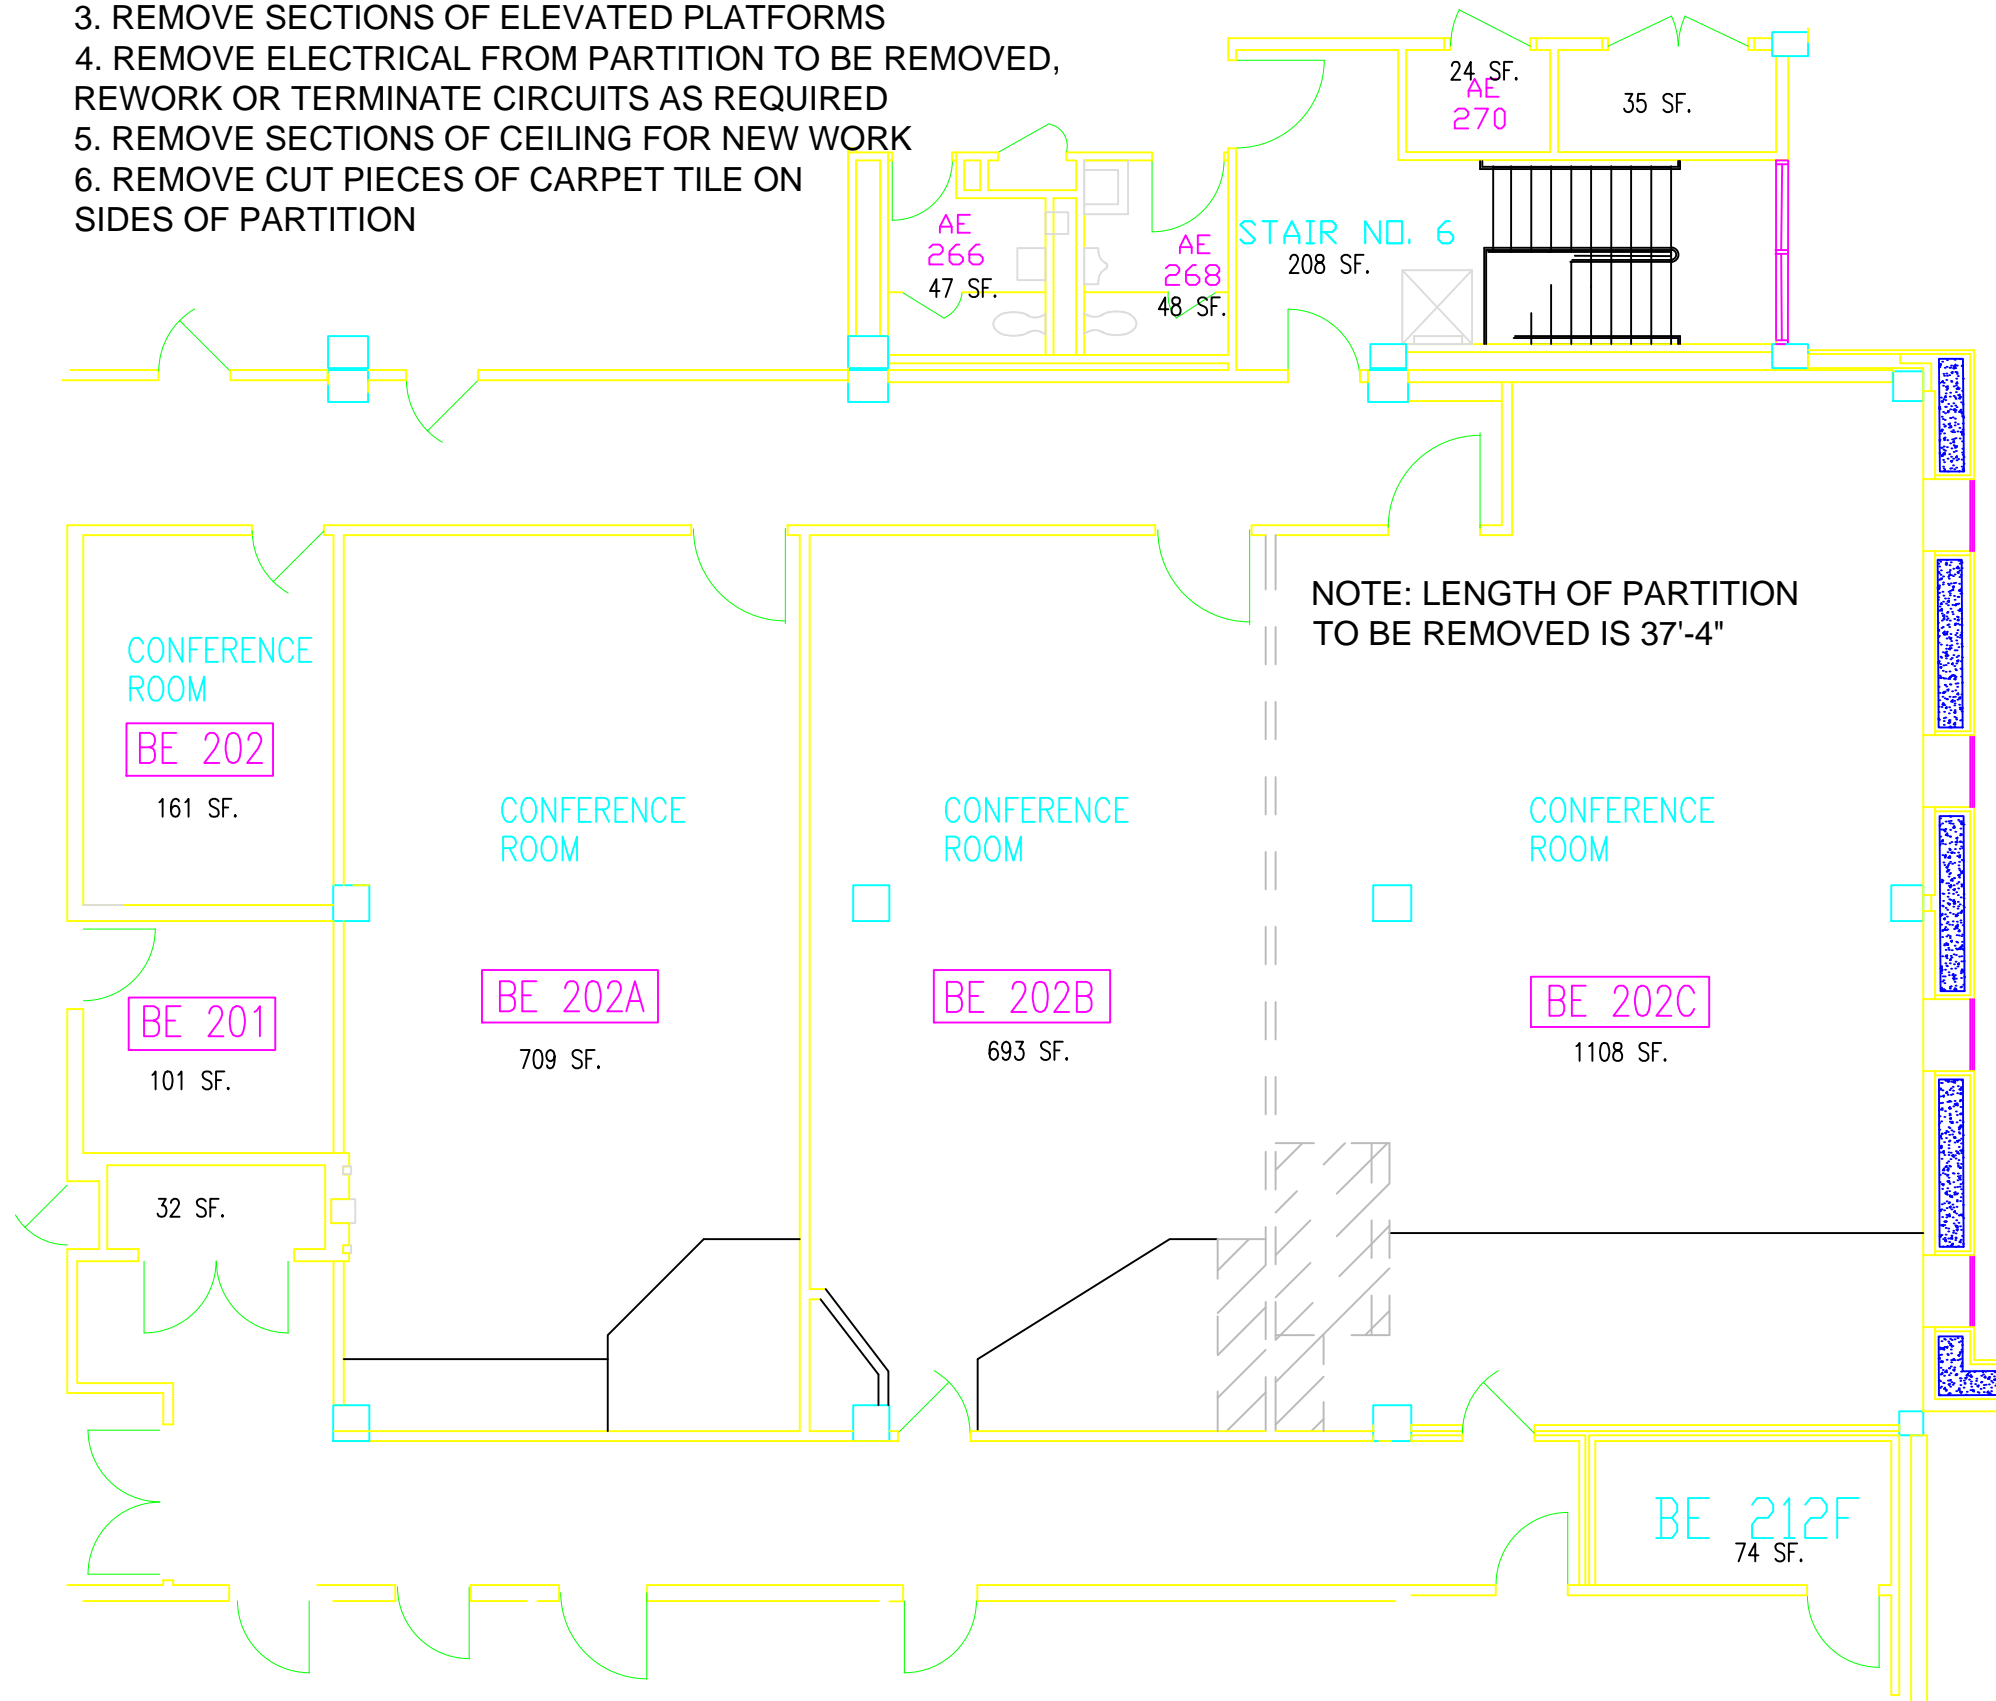 3. REMOVE SECTIONS OF ELEVATED PLATFORMS
4. REMOVE ELECTRICAL FROM PARTITION TO BE REMOVED,
REWORK OR TERMINATE CIRCUITS AS REQUIRED
5. REMOVE SECTIONS OF CEILING FOR NEW WORK
6. REMOVE CUT PIECES OF CARPET TILE ON
SIDES OF PARTITION
24 SF.
AE
270
35 SF.
AE
266
47 SF.
AE
268
48 SF.
STAIR NO. 6
208 SF.
NOTE: LENGTH OF PARTITION
TO BE REMOVED IS 37'-4"
CONFERENCE
ROOM
BE 202
161 SF.
CONFERENCE
ROOM
BE 202A
709 SF.
CONFERENCE
ROOM
BE 202B
693 SF.
CONFERENCE
ROOM
BE 202C
1108 SF.
BE 201
101 SF.
32 SF.
BE 212F
74 SF.